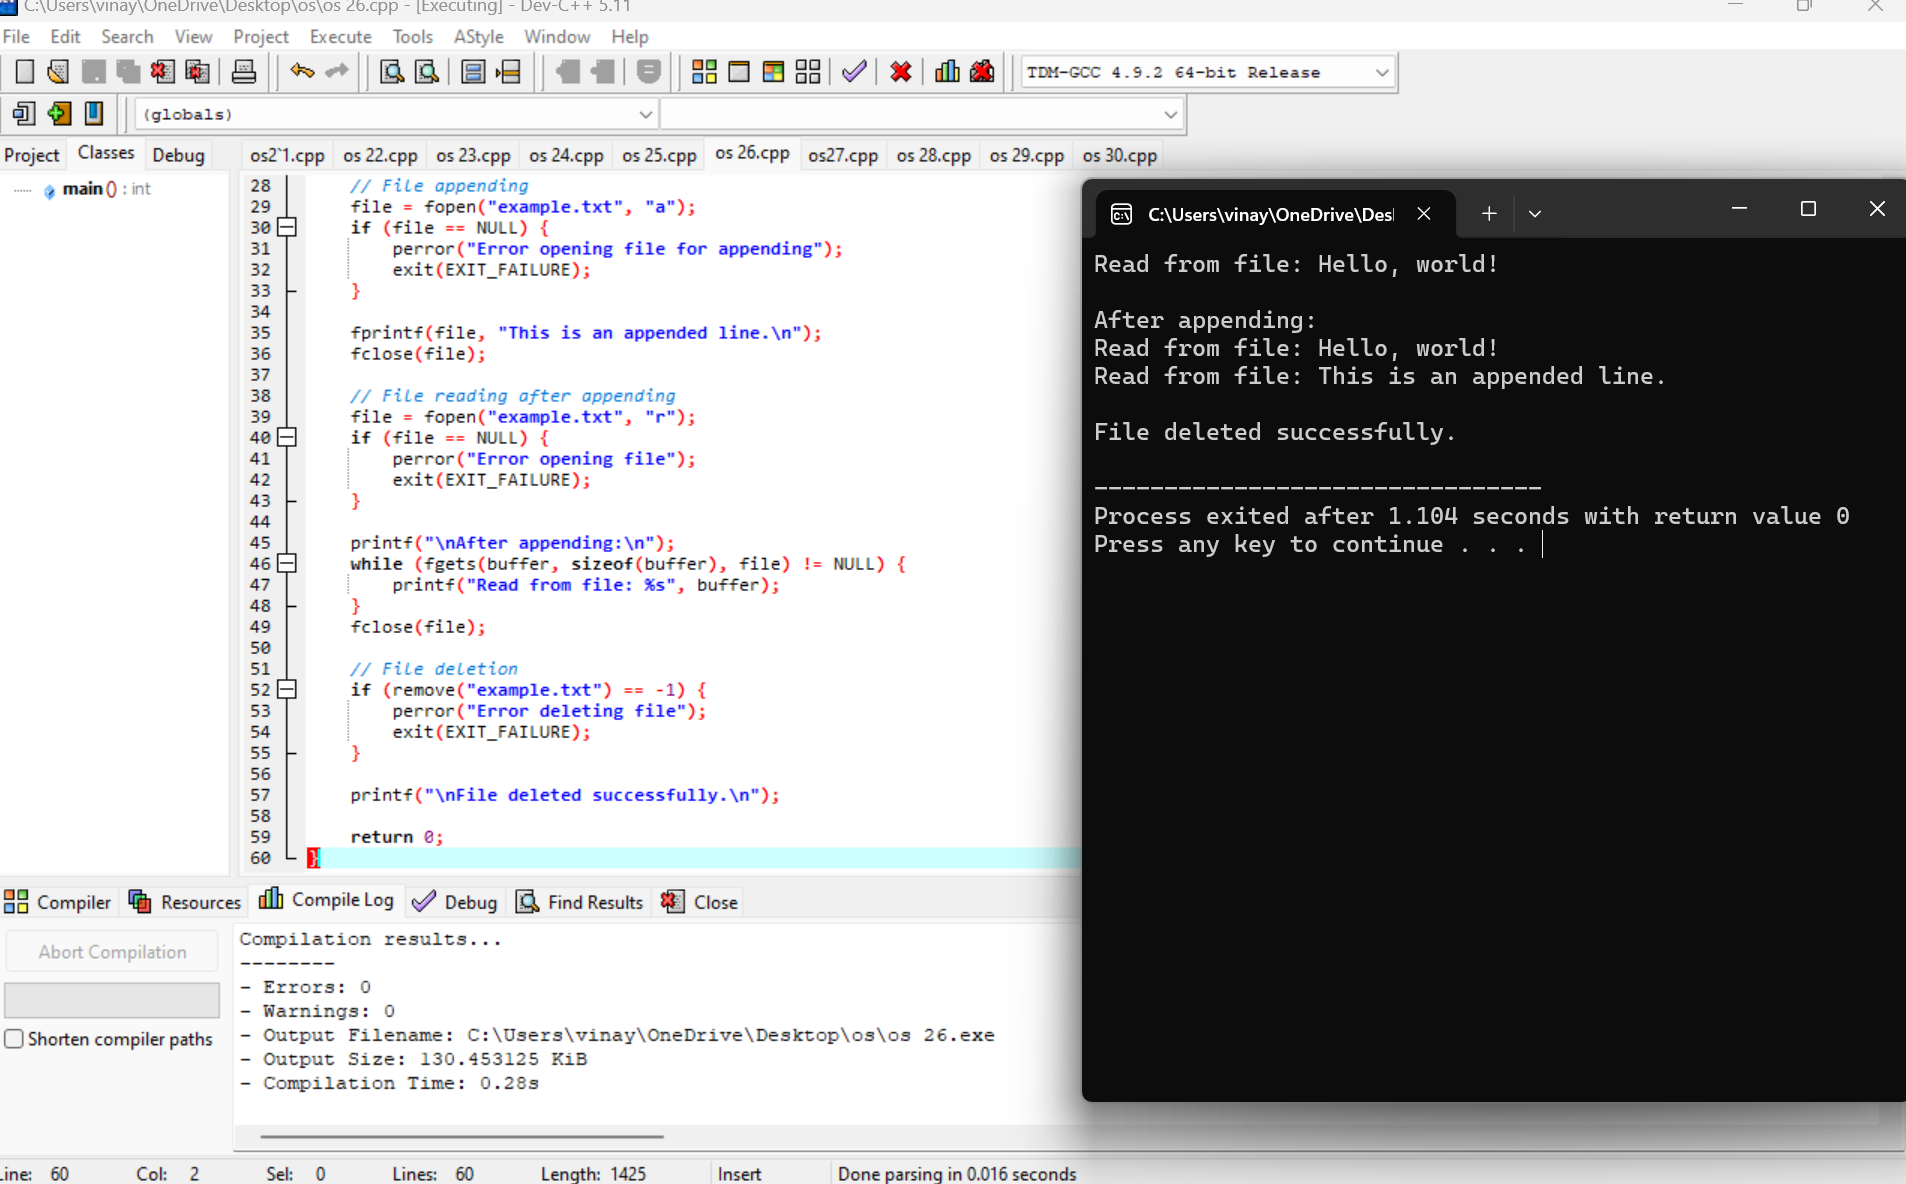 C:\Users\vinay\OneDrive\Desktop\os\os 26.cpp - [Executing] - Dev-C++ 5.11
File Edit Search View Project Execute Tools AStyle Window Help
TDM-GCC 4.9.2 64-bit Release
(globals)
Project Classes Debug
os2`1.cpp os 22.cpp os 23.cpp os 24.cpp os 25.cpp os 26.cpp os27.cpp os 28.cpp os 29.cpp os 30.cpp
main () : int
28 // File appending
29 file = fopen("example.txt", "a");
30 if (file == NULL) {
31 perror("Error opening file for appending");
32 exit(EXIT_FAILURE);
33 }
34
35 fprintf(file, "This is an appended line.\n");
36 fclose(file);
37
38 // File reading after appending
39 file = fopen("example.txt", "r");
40 if (file == NULL) {
41 perror("Error opening file");
42 exit(EXIT_FAILURE);
43 }
44
45 printf("\nAfter appending:\n");
46 while (fgets(buffer, sizeof(buffer), file) != NULL) {
47 printf("Read from file: %s", buffer);
48 }
49 fclose(file);
50
51 // File deletion
52 if (remove("example.txt") == -1) {
53 perror("Error deleting file");
54 exit(EXIT_FAILURE);
55 }
56
57 printf("\nFile deleted successfully.\n");
58
59 return 0;
60 }
C:\Users\vinay\OneDrive\Des
Read from file: Hello, world!
After appending:
Read from file: Hello, world!
Read from file: This is an appended line.
File deleted successfully.
--------------------------------
Process exited after 1.104 seconds with return value 0
Press any key to continue . . .
Compiler Resources Compile Log Debug Find Results Close
Abort Compilation
Shorten compiler paths
Compilation results...
--------
- Errors: 0
- Warnings: 0
- Output Filename: C:\Users\vinay\OneDrive\Desktop\os\os 26.exe
- Output Size: 130.453125 KiB
- Compilation Time: 0.28s
Line: 60 Col: 2 Sel: 0 Lines: 60 Length: 1425 Insert Done parsing in 0.016 seconds